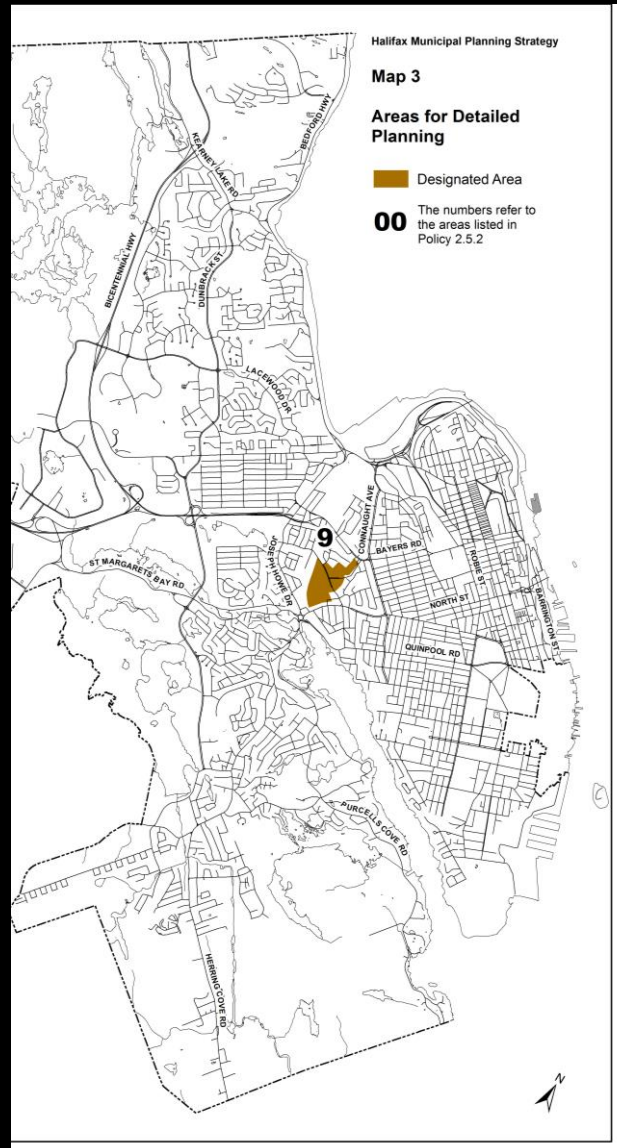 Halifax Municipal Planning Strategy
Map 3
Areas for Detailed
Planning
Designated Area
00
The numbers refer to
the areas listed in
Policy 2.5.2
BEDFORD HWY
KEARNEY LAKE RD
BICENTENNIAL HWY
DUNBRACK ST
LACEWOOD DR
CONNAUGHT AVE
9
BAYERS RD
JOSEPH HOWE DR
ST MARGARETS BAY RD
ROBIE ST
NORTH ST
BARRINGTON ST
QUINPOOL RD
PURCELLS COVE RD
HERRING COVE RD
N